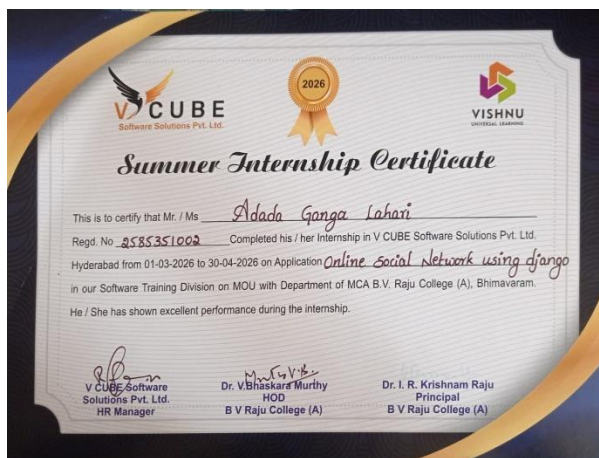 V CUBE
Software Solutions Pvt. Ltd.
2026
VISHNU
UNIVERSAL LEARNING
Summer Internship Certificate
This is to certify that Mr. / Ms Adada Ganga Lahari
Regd. No 2585351002 Completed his / her Internship in V CUBE Software Solutions Pvt. Ltd.
Hyderabad from 01-03-2026 to 30-04-2026 on Application Online Social Network using django
in our Software Training Division on MOU with Department of MCA B.V. Raju College (A), Bhimavaram.
He / She has shown excellent performance during the internship.
V CUBE Software
Solutions Pvt. Ltd.
HR Manager
Dr. V.Bhaskara Murthy
HOD
B V Raju College (A)
Dr. I. R. Krishnam Raju
Principal
B V Raju College (A)